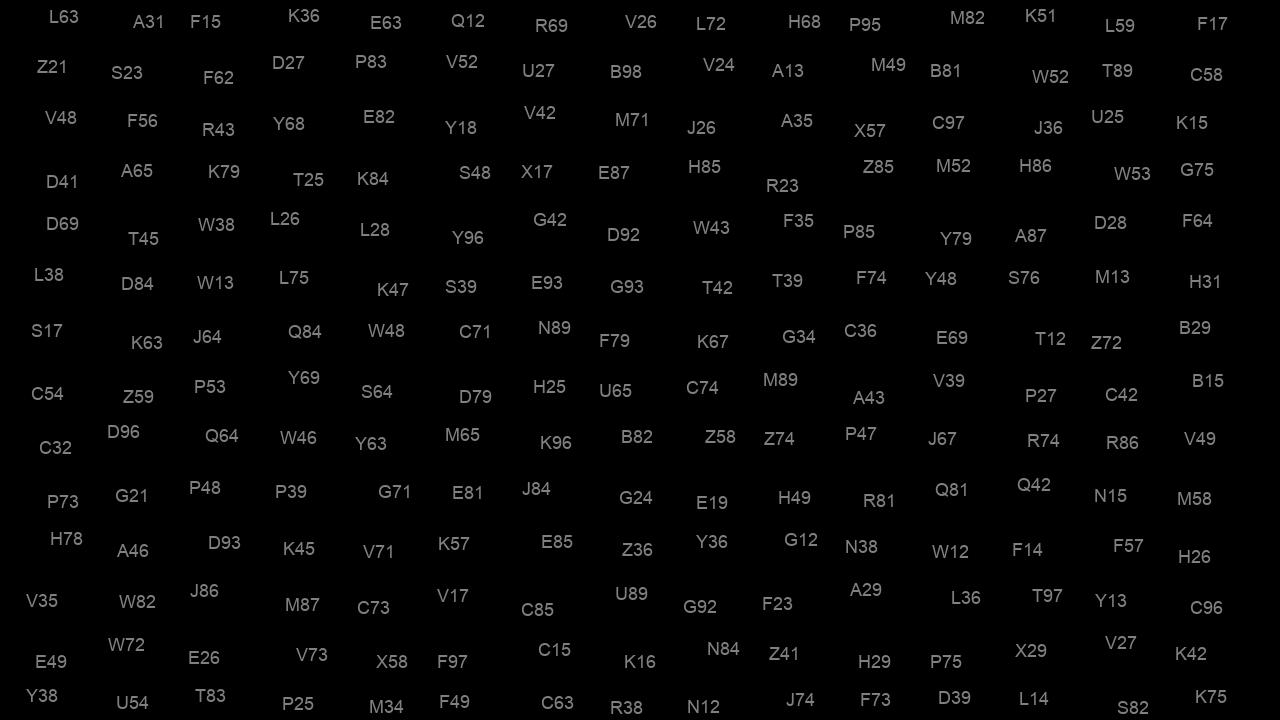 L63 A31 F15 K36 E63 Q12 R69 V26 L72 H68 P95 M82 K51 L59 F17
Z21 S23 F62 D27 P83 V52 U27 B98 V24 A13 M49 B81 W52 T89 C58
V48 F56 R43 Y68 E82 Y18 V42 M71 J26 A35 X57 C97 J36 U25 K15
D41 A65 K79 T25 K84 S48 X17 E87 H85 R23 Z85 M52 H86 W53 G75
D69 T45 W38 L26 L28 Y96 G42 D92 W43 F35 P85 Y79 A87 D28 F64
L38 D84 W13 L75 K47 S39 E93 G93 T42 T39 F74 Y48 S76 M13 H31
S17 K63 J64 Q84 W48 C71 N89 F79 K67 G34 C36 E69 T12 Z72 B29
C54 Z59 P53 Y69 S64 D79 H25 U65 C74 M89 A43 V39 P27 C42 B15
C32 D96 Q64 W46 Y63 M65 K96 B82 Z58 Z74 P47 J67 R74 R86 V49
P73 G21 P48 P39 G71 E81 J84 G24 E19 H49 R81 Q81 Q42 N15 M58
H78 A46 D93 K45 V71 K57 E85 Z36 Y36 G12 N38 W12 F14 F57 H26
V35 W82 J86 M87 C73 V17 C85 U89 G92 F23 A29 L36 T97 Y13 C96
E49 W72 E26 V73 X58 F97 C15 K16 N84 Z41 H29 P75 X29 V27 K42
Y38 U54 T83 P25 M34 F49 C63 R38 N12 J74 F73 D39 L14 S82 K75